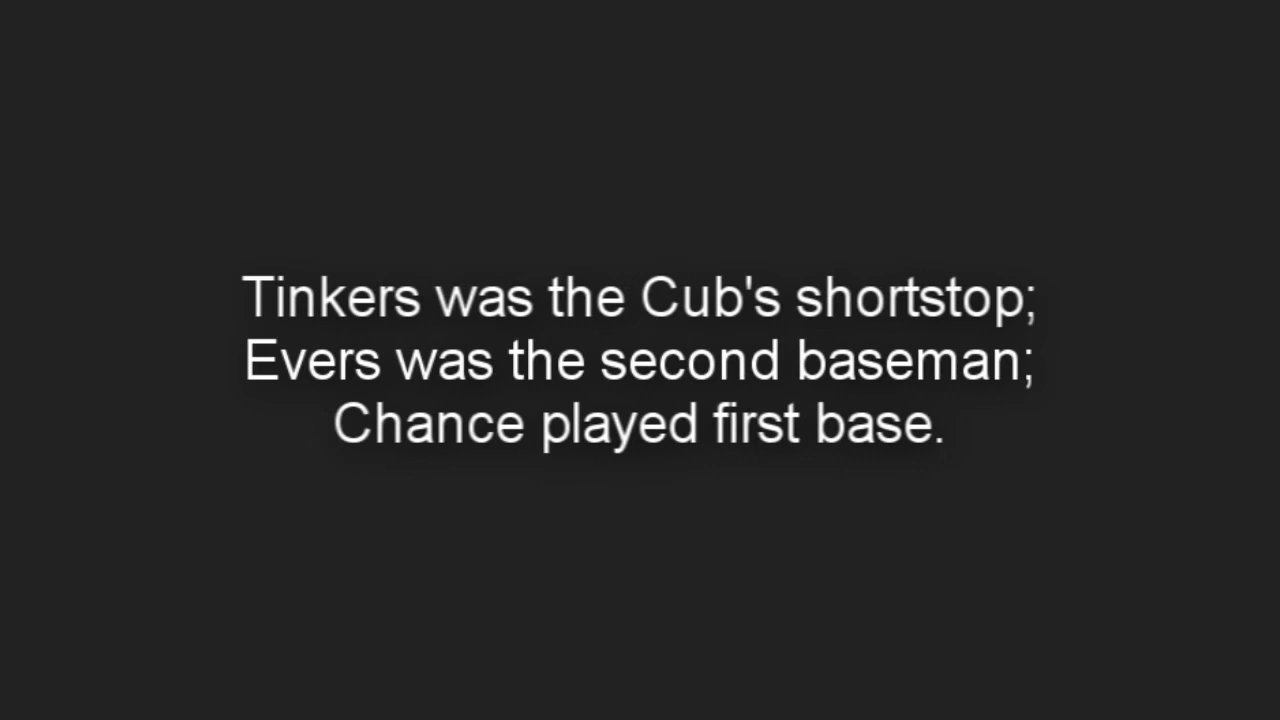 Tinkers was the Cub's shortstop;
Evers was the second baseman;
Chance played first base.